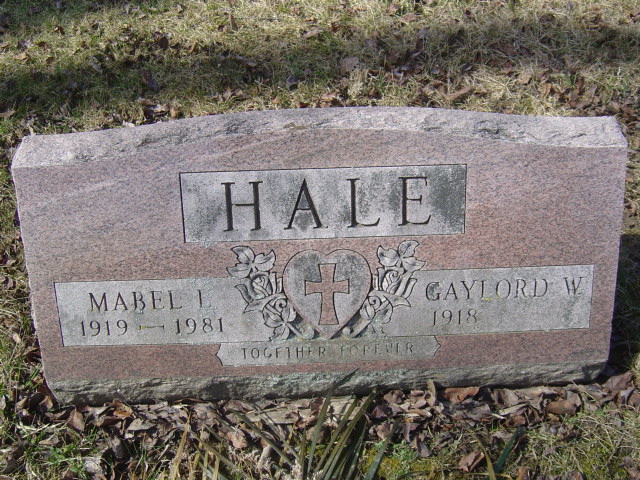 HALE
MABEL L.
1919 — 1981
GAYLORD W.
1918
TOGETHER FOREVER